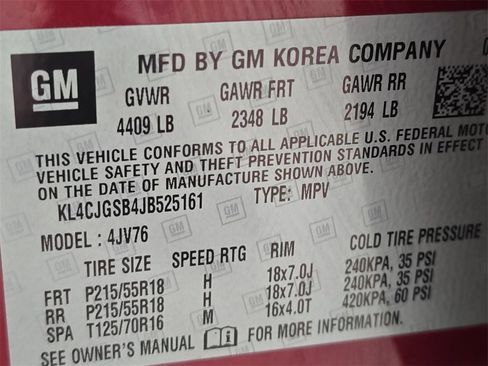 GM
MFD BY GM KOREA COMPANY
GVWR GAWR FRT GAWR RR
4409 LB 2348 LB 2194 LB
THIS VEHICLE CONFORMS TO ALL APPLICABLE U.S. FEDERAL MOTO
VEHICLE SAFETY AND THEFT PREVENTION STANDARDS IN EFFECT
ON THE DATE OF MANUFACTURE SHOWN ABOVE.
KL4CJGSB4JB525161 TYPE: MPV
MODEL : 4JV76
TIRE SIZE SPEED RTG RIM COLD TIRE PRESSURE
FRT P215/55R18 H 18x7.0J 240KPA, 35 PSI
RR P215/55R18 H 18x7.0J 240KPA, 35 PSI
SPA T125/70R16 M 16x4.0T 420KPA, 60 PSI
SEE OWNER'S MANUAL FOR MORE INFORMATION.